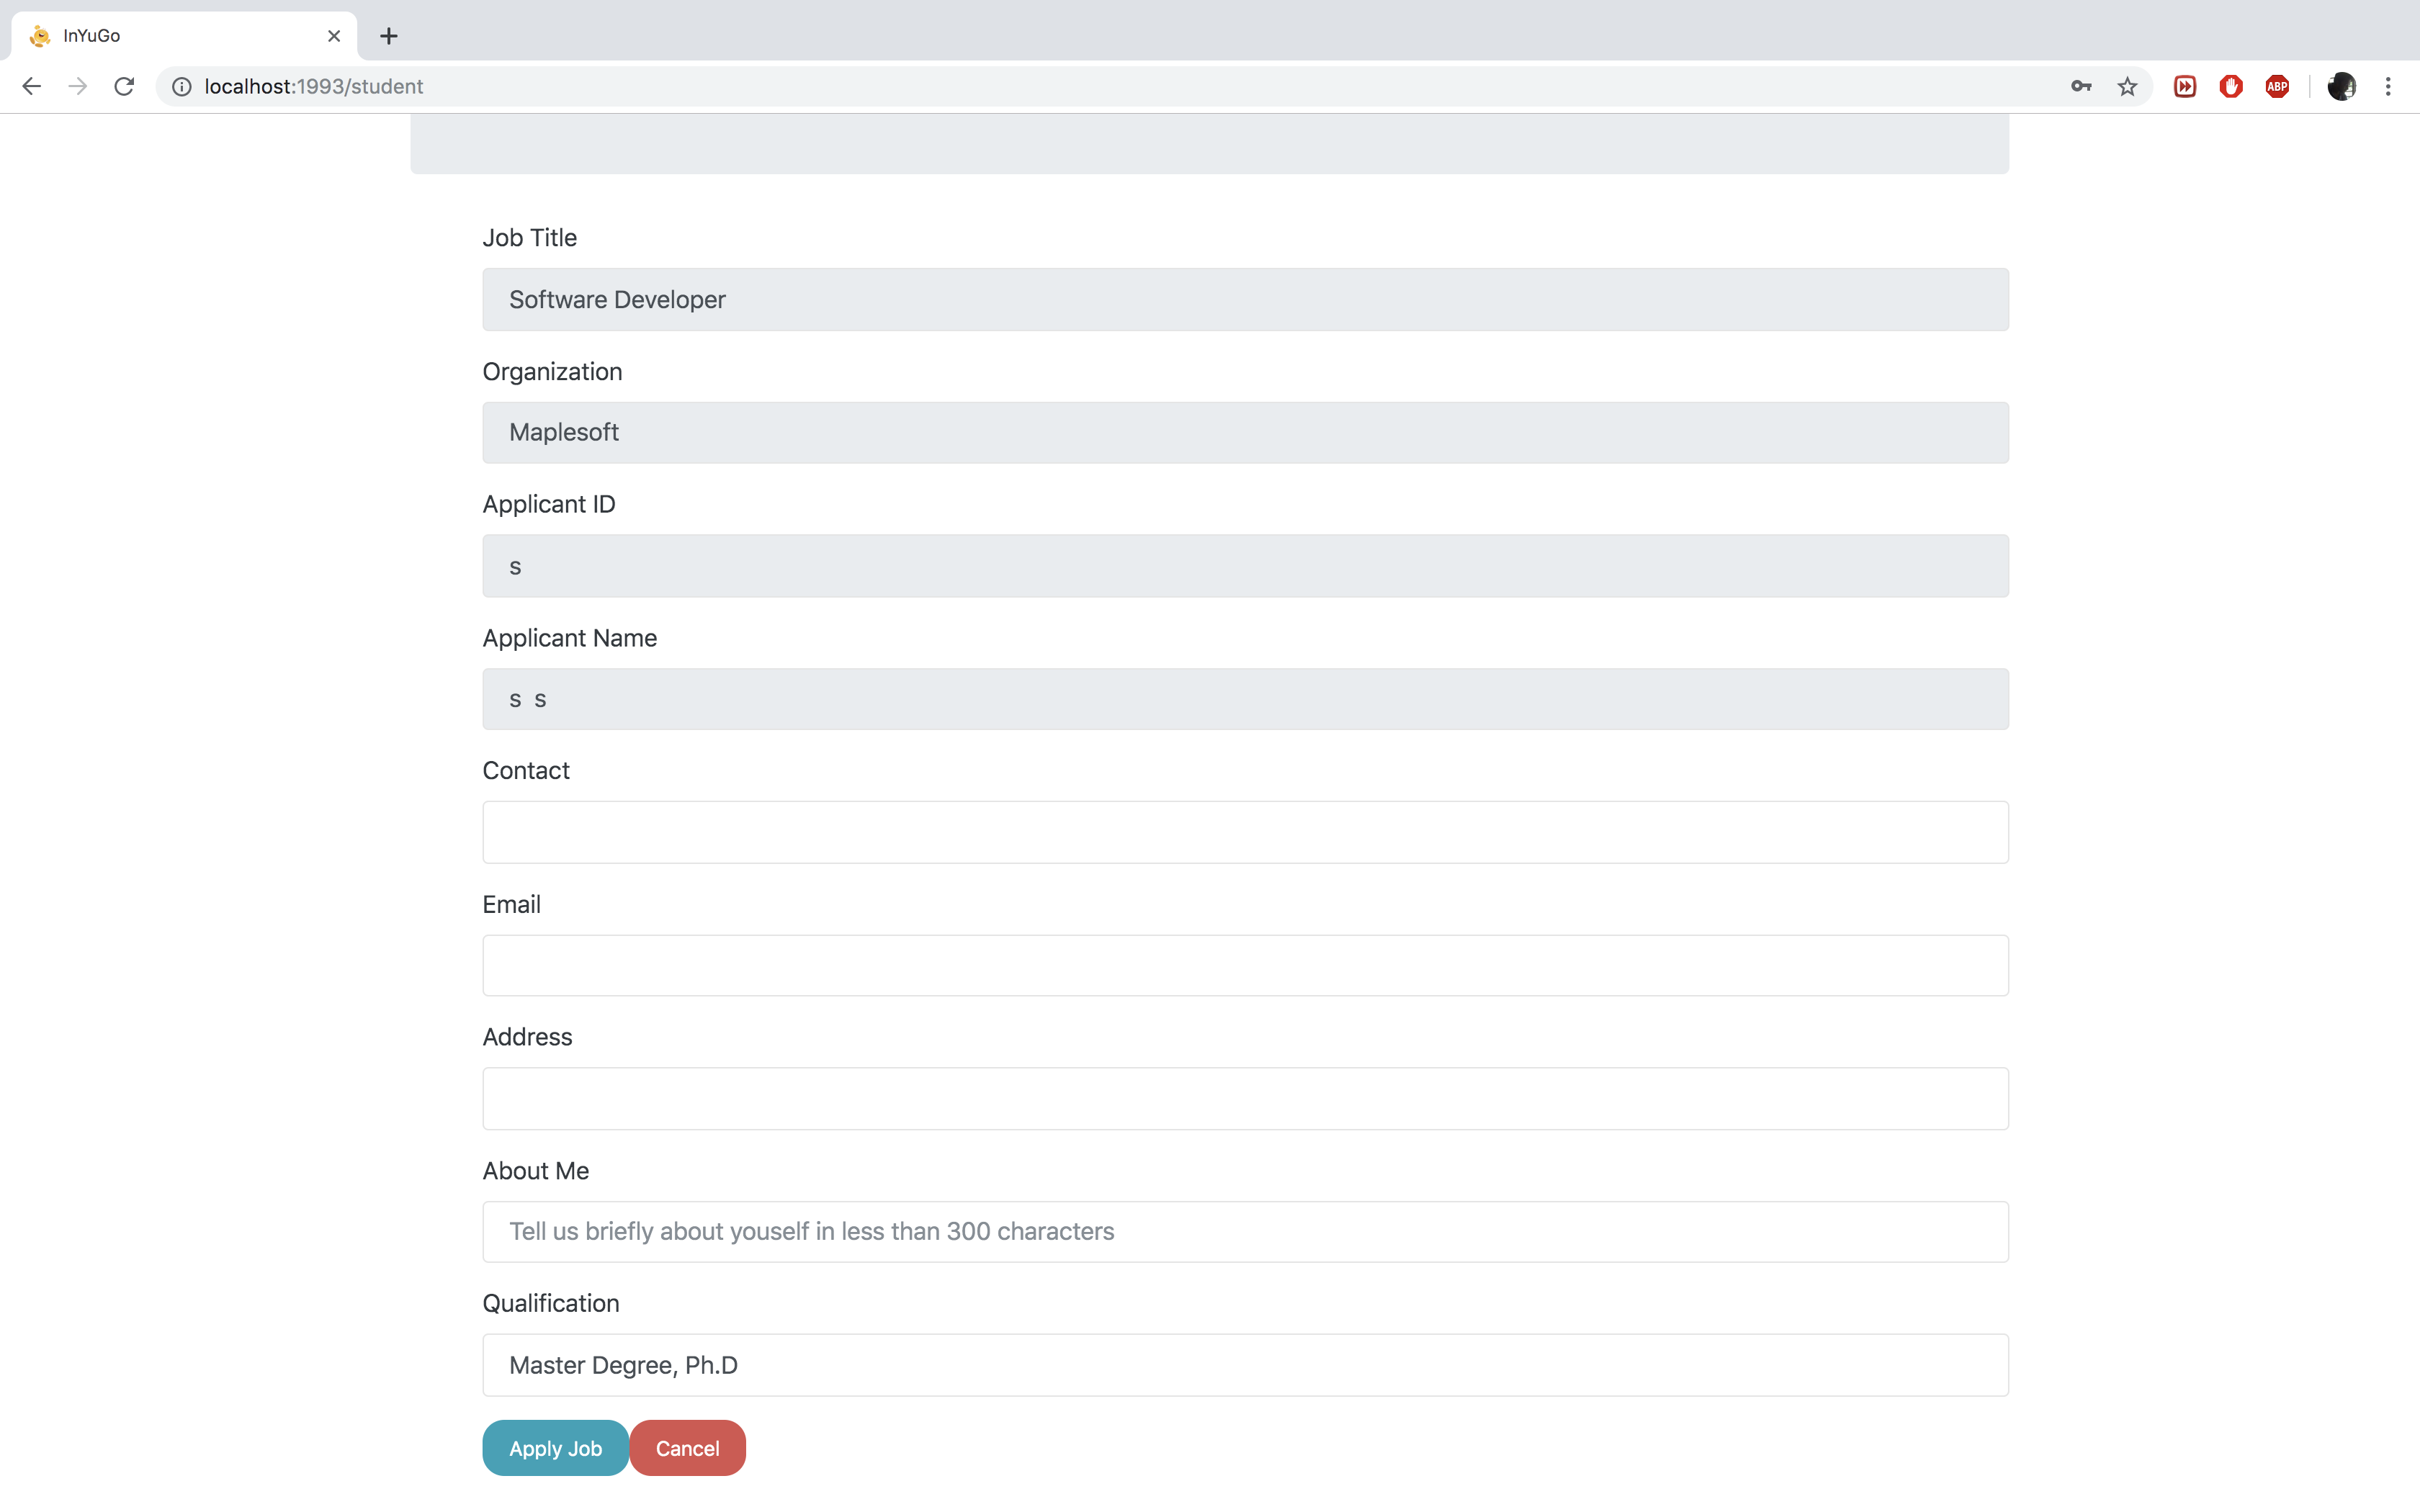 InYuGo
localhost:1993/student
ABP
Job Title
Software Developer
Organization
Maplesoft
Applicant ID
s
Applicant Name
s s
Contact
Email
Address
About Me
Tell us briefly about youself in less than 300 characters
Qualification
Master Degree, Ph.D
Apply Job Cancel